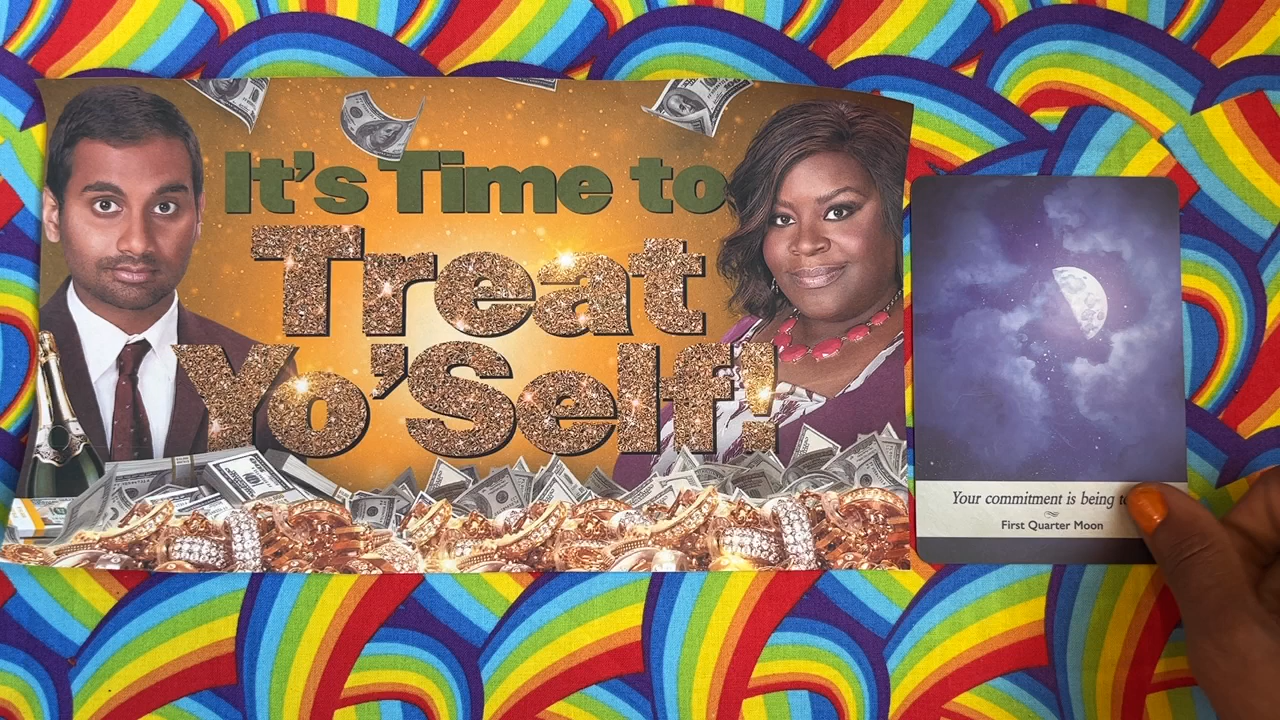 It's Time to
Treat
Yo'Self!
Your commitment is being
First Quarter Moon